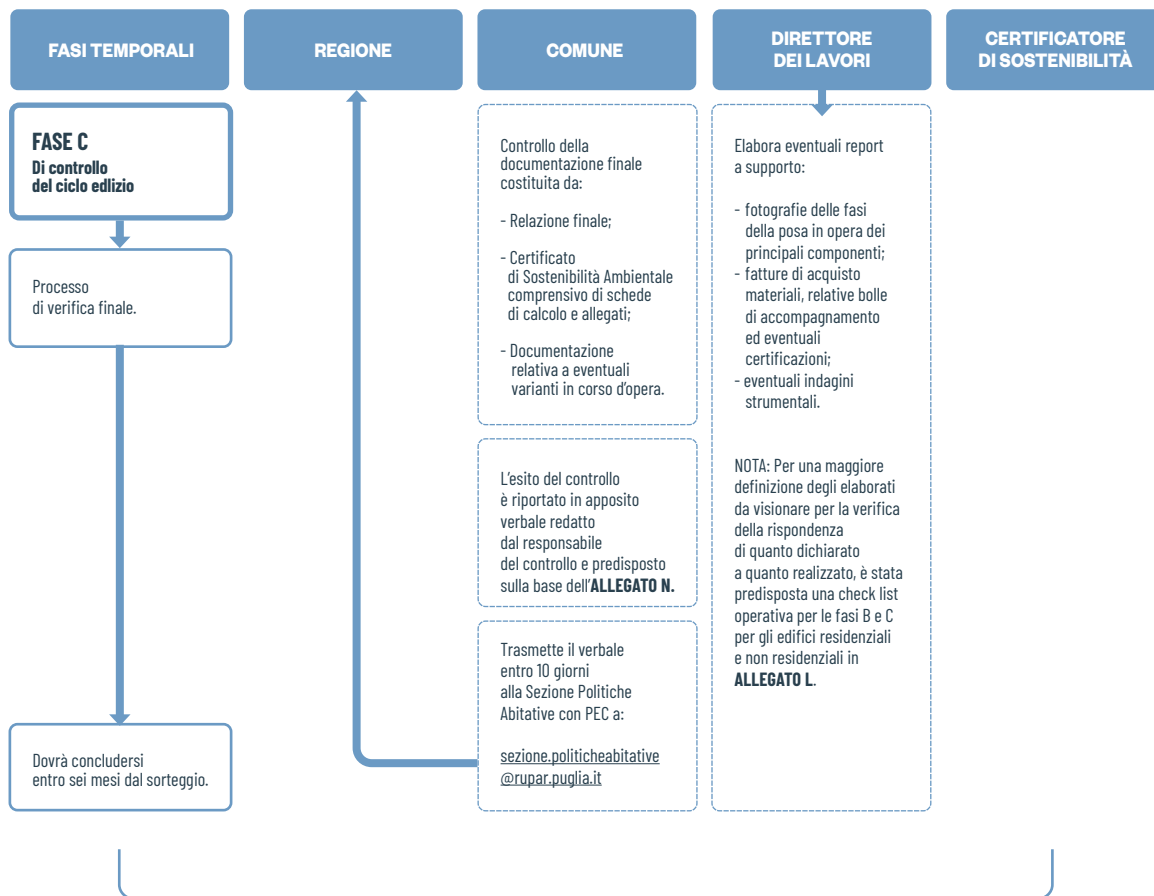 FASI TEMPORALI
REGIONE
COMUNE
DIRETTORE
DEI LAVORI
CERTIFICATORE
DI SOSTENIBILITÀ
FASE C
Di controllo
del ciclo edlizio
Processo
di verifica finale.
Dovrà concludersi
entro sei mesi dal sorteggio.
Controllo della
documentazione finale
costituita da:
- Relazione finale;
- Certificato
di Sostenibilità Ambientale
comprensivo di schede
di calcolo e allegati;
- Documentazione
relativa a eventuali
varianti in corso d'opera.
L'esito del controllo
è riportato in apposito
verbale redatto
dal responsabile
del controllo e predisposto
sulla base dell'ALLEGATO N.
Trasmette il verbale
entro 10 giorni
alla Sezione Politiche
Abitative con PEC a:
sezione.politicheabitative
@rupar.puglia.it
Elabora eventuali report
a supporto:
- fotografie delle fasi
della posa in opera dei
principali componenti;
- fatture di acquisto
materiali, relative bolle
di accompagnamento
ed eventuali
certificazioni;
- eventuali indagini
strumentali.
NOTA: Per una maggiore
definizione degli elaborati
da visionare per la verifica
della rispondenza
di quanto dichiarato
a quanto realizzato, è stata
predisposta una check list
operativa per le fasi B e C
per gli edifici residenziali
e non residenziali in
ALLEGATO L.